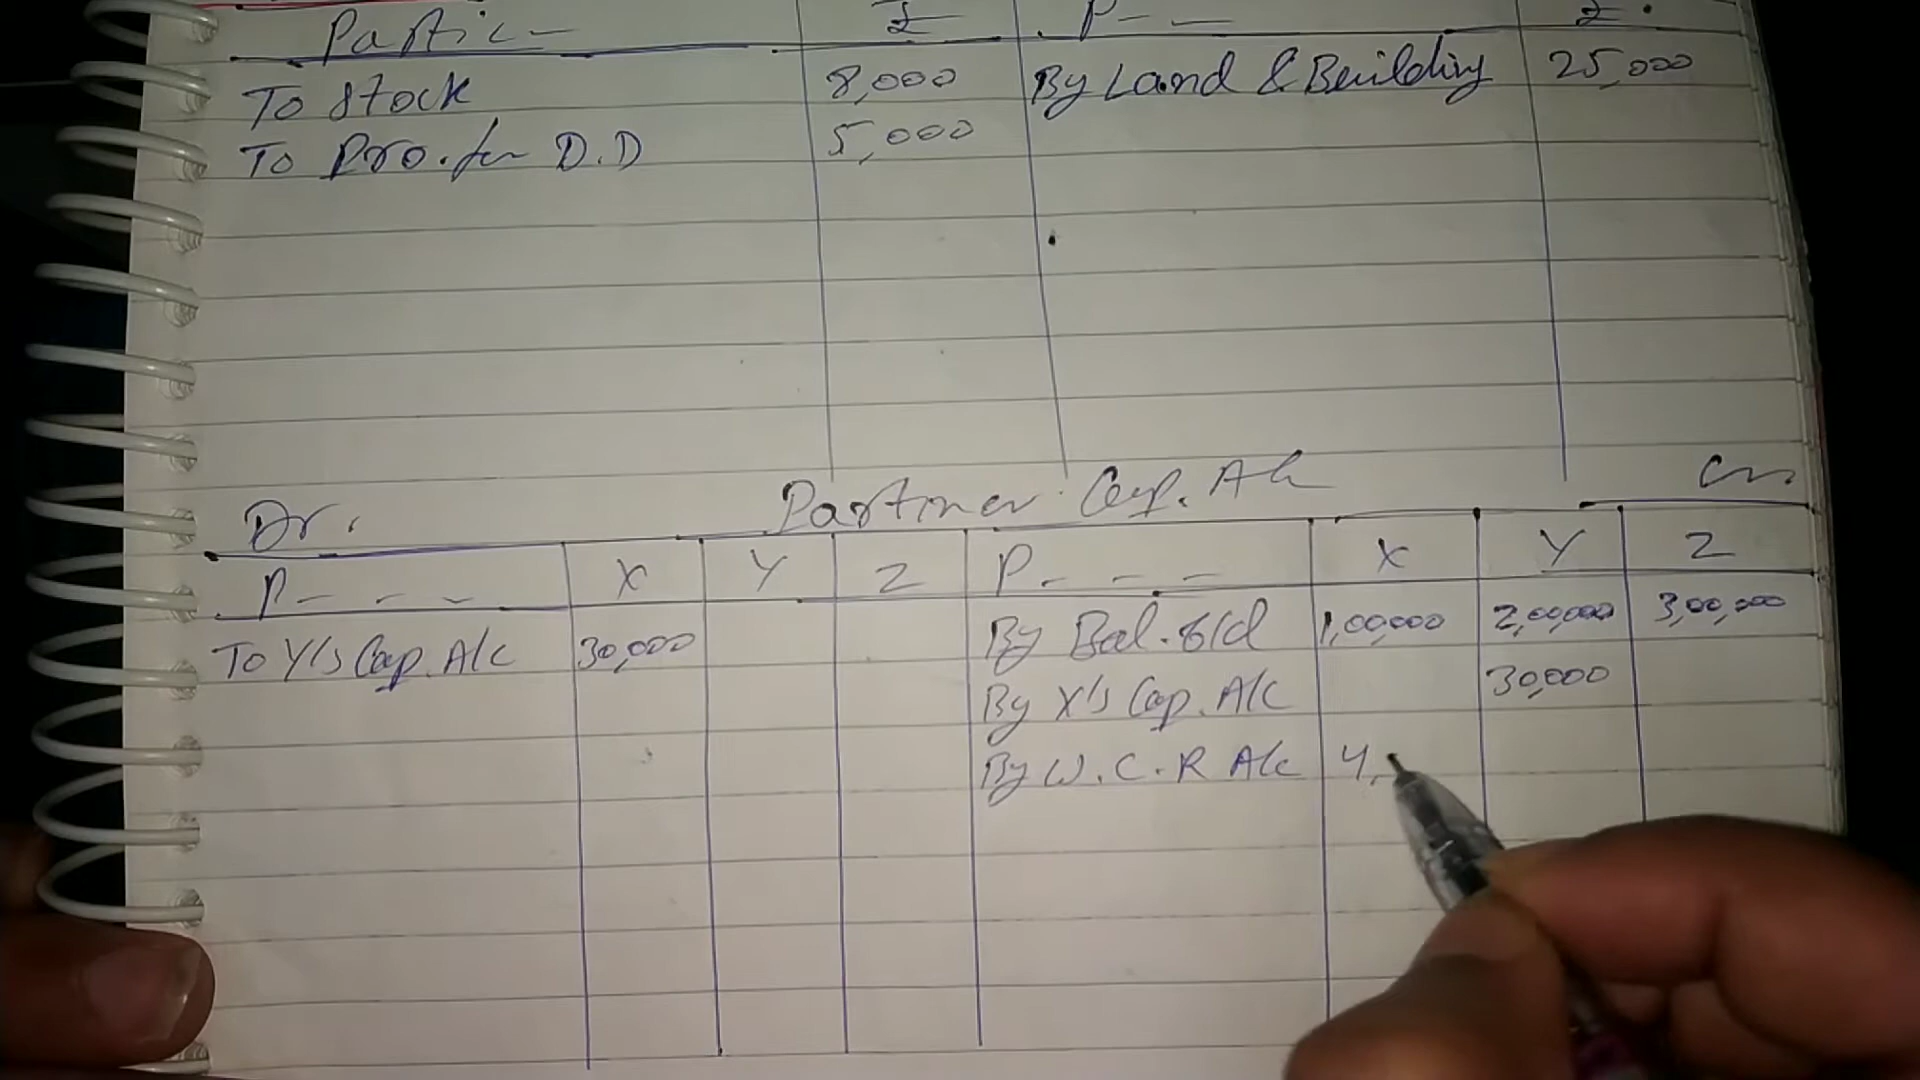 Partic- ₹ P-- ₹.
To Stock 8,000 By Land & Building 25,000
To Pro. for D.D 5,000
Dr. Partiner Cap. A/c Cr.
P--- X Y Z P--- X Y Z
To Y's Cap. A/c 30,000 By Bal. b/d 1,00,000 2,00,000 3,00,000
By X's Cap. A/c 30,000
By W.C.R A/c 4,